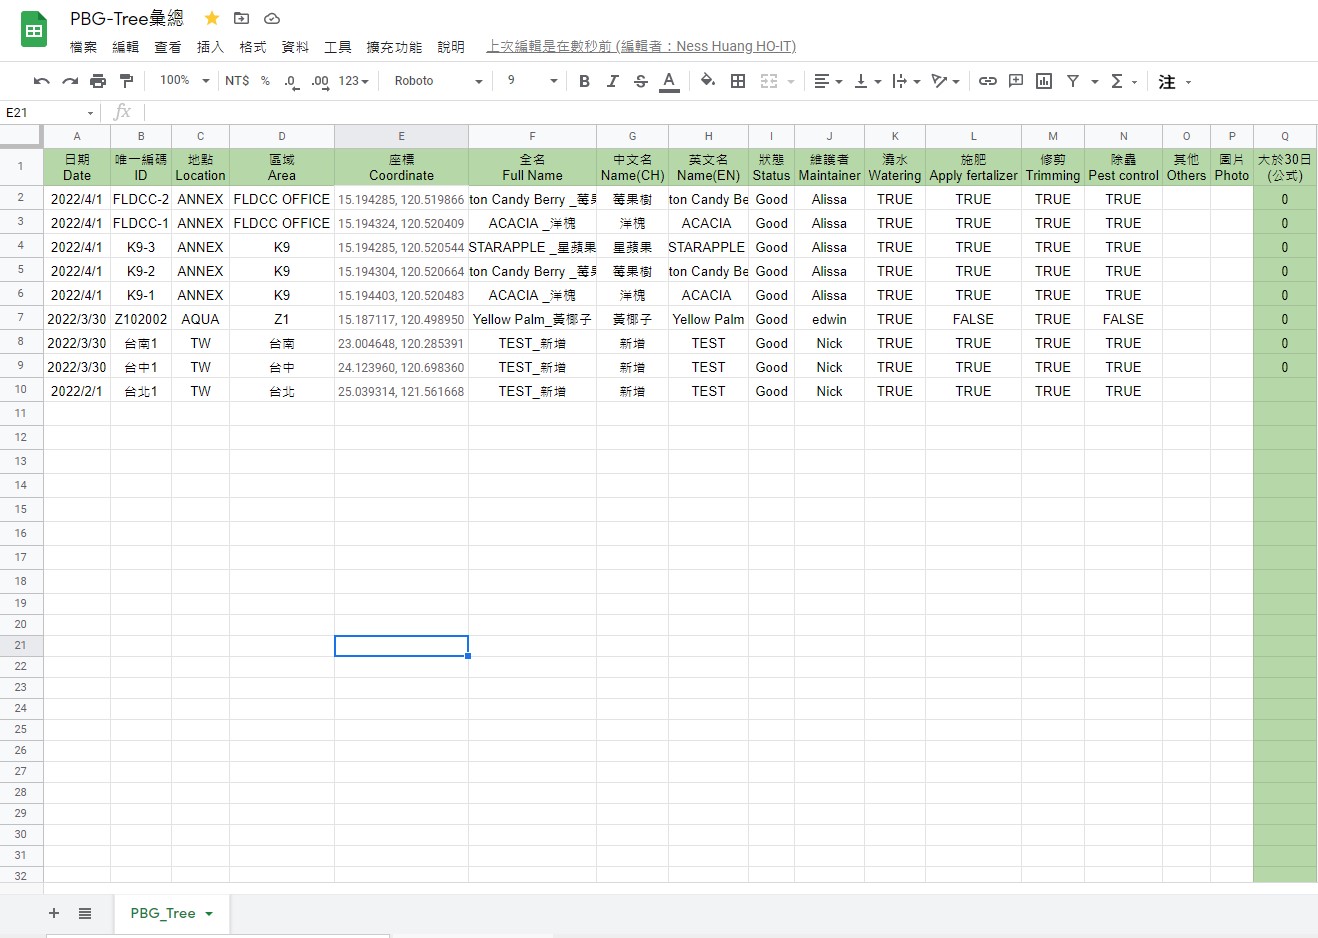 PBG-Tree彙總
檔案 編輯 查看 插入 格式 資料 工具 擴充功能 說明 上次編輯是在數秒前 (編輯者：Ness Huang HO-IT)
100% NT$ % .0 .00 123 Roboto 9 B I S A Σ 注
E21 fx
A B C D E F G H I J K L M N O P Q
1 日期 唯一編碼 地點 區域 座標 全名 中文名 英文名 狀態 維護者 澆水 施肥 修剪 除蟲 其他 圖片 大於30日
Date ID Location Area Coordinate Full Name Name(CH) Name(EN) Status Maintainer Watering Apply fertalizer Trimming Pest control Others Photo (公式)
2 2022/4/1 FLDCC-2 ANNEX FLDCC OFFICE 15.194285, 120.519866 ton Candy Berry _莓果 莓果樹 ton Candy Be Good Alissa TRUE TRUE TRUE TRUE 0
3 2022/4/1 FLDCC-1 ANNEX FLDCC OFFICE 15.194324, 120.520409 ACACIA _洋槐 洋槐 ACACIA Good Alissa TRUE TRUE TRUE TRUE 0
4 2022/4/1 K9-3 ANNEX K9 15.194285, 120.520544 STARAPPLE _星蘋果 星蘋果 STARAPPLE Good Alissa TRUE TRUE TRUE TRUE 0
5 2022/4/1 K9-2 ANNEX K9 15.194304, 120.520664 ton Candy Berry _莓果 莓果樹 ton Candy Be Good Alissa TRUE TRUE TRUE TRUE 0
6 2022/4/1 K9-1 ANNEX K9 15.194403, 120.520483 ACACIA _洋槐 洋槐 ACACIA Good Alissa TRUE TRUE TRUE TRUE 0
7 2022/3/30 Z102002 AQUA Z1 15.187117, 120.498950 Yellow Palm_黃椰子 黃椰子 Yellow Palm Good edwin TRUE FALSE TRUE FALSE 0
8 2022/3/30 台南1 TW 台南 23.004648, 120.285391 TEST_新增 新增 TEST Good Nick TRUE TRUE TRUE TRUE 0
9 2022/3/30 台中1 TW 台中 24.123960, 120.698360 TEST_新增 新增 TEST Good Nick TRUE TRUE TRUE TRUE 0
10 2022/2/1 台北1 TW 台北 25.039314, 121.561668 TEST_新增 新增 TEST Good Nick TRUE TRUE TRUE TRUE
11
12
13
14
15
16
17
18
19
20
21
22
23
24
25
26
27
28
29
30
31
32
PBG_Tree